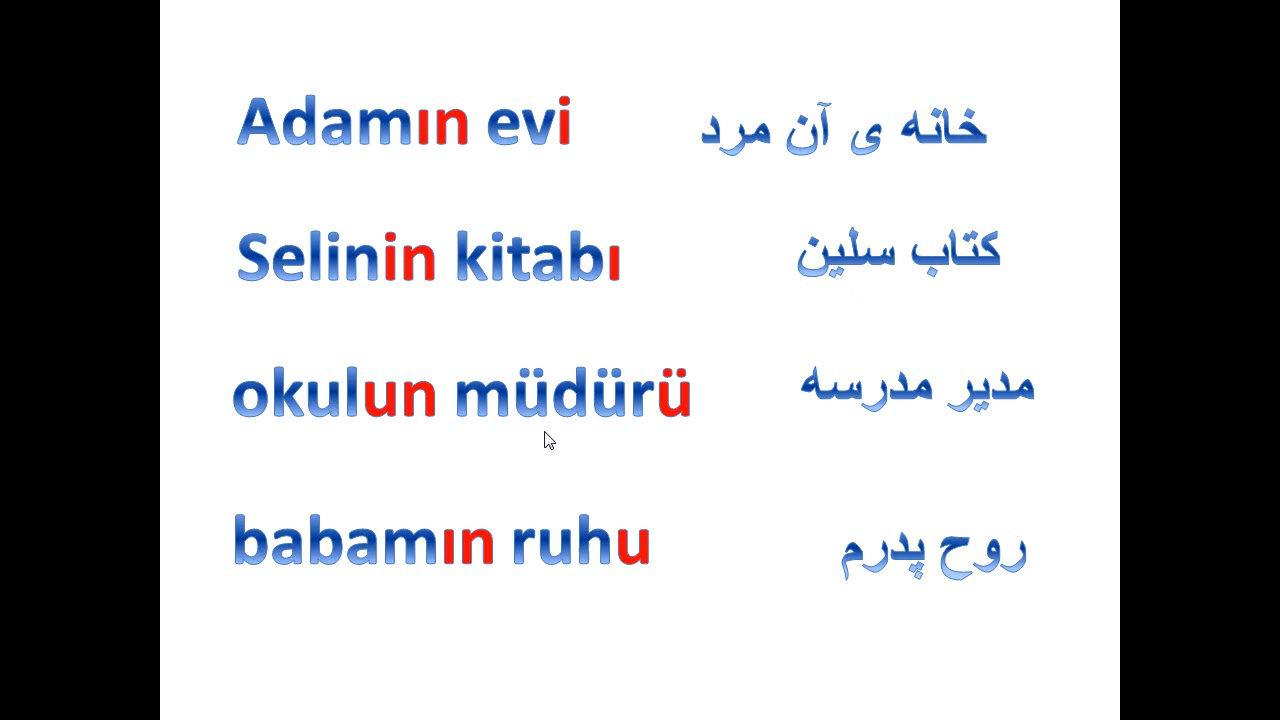 Adamın evi خانه ی آن مرد
Selinin kitabı کتاب سلین
okulun müdürü مدیر مدرسه
babamın ruhu روح پدرم